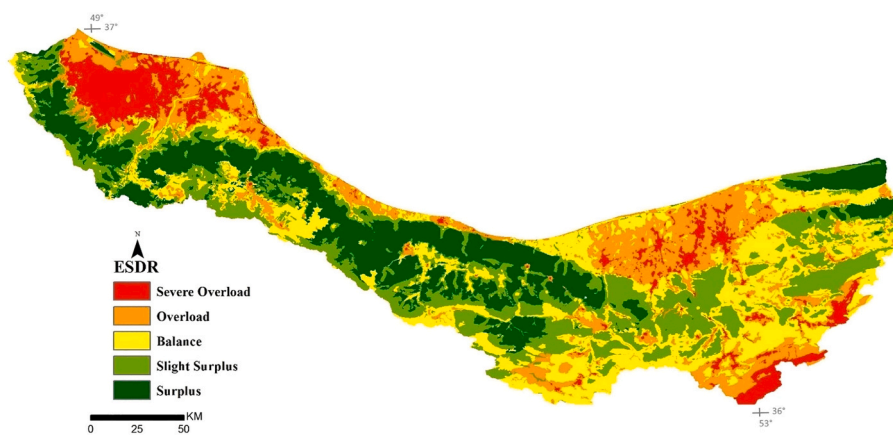 49°
37°
N
ESDR
Severe Overload
Overload
Balance
Slight Surplus
Surplus
KM
0 25 50
36°
53°